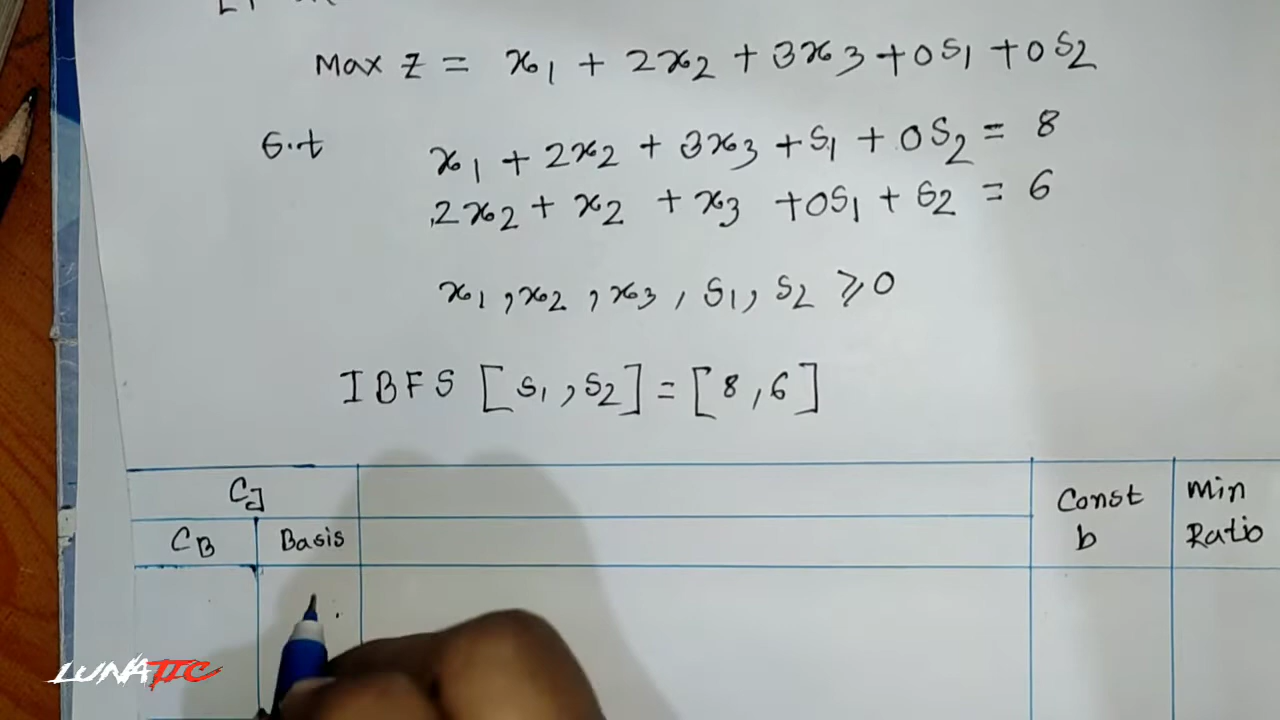 Max Z = x1 + 2x2 + 3x3 + 0s1 + 0s2
S.t x1 + 2x2 + 3x3 + s1 + 0s2 = 8
2x2 + x2 + x3 + 0s1 + s2 = 6
x1, x2, x3, s1, s2 ⩾ 0
IBFS [s1, s2] = [8, 6]
CJ Const b Min Ratio
CB Basis
LUNATIC